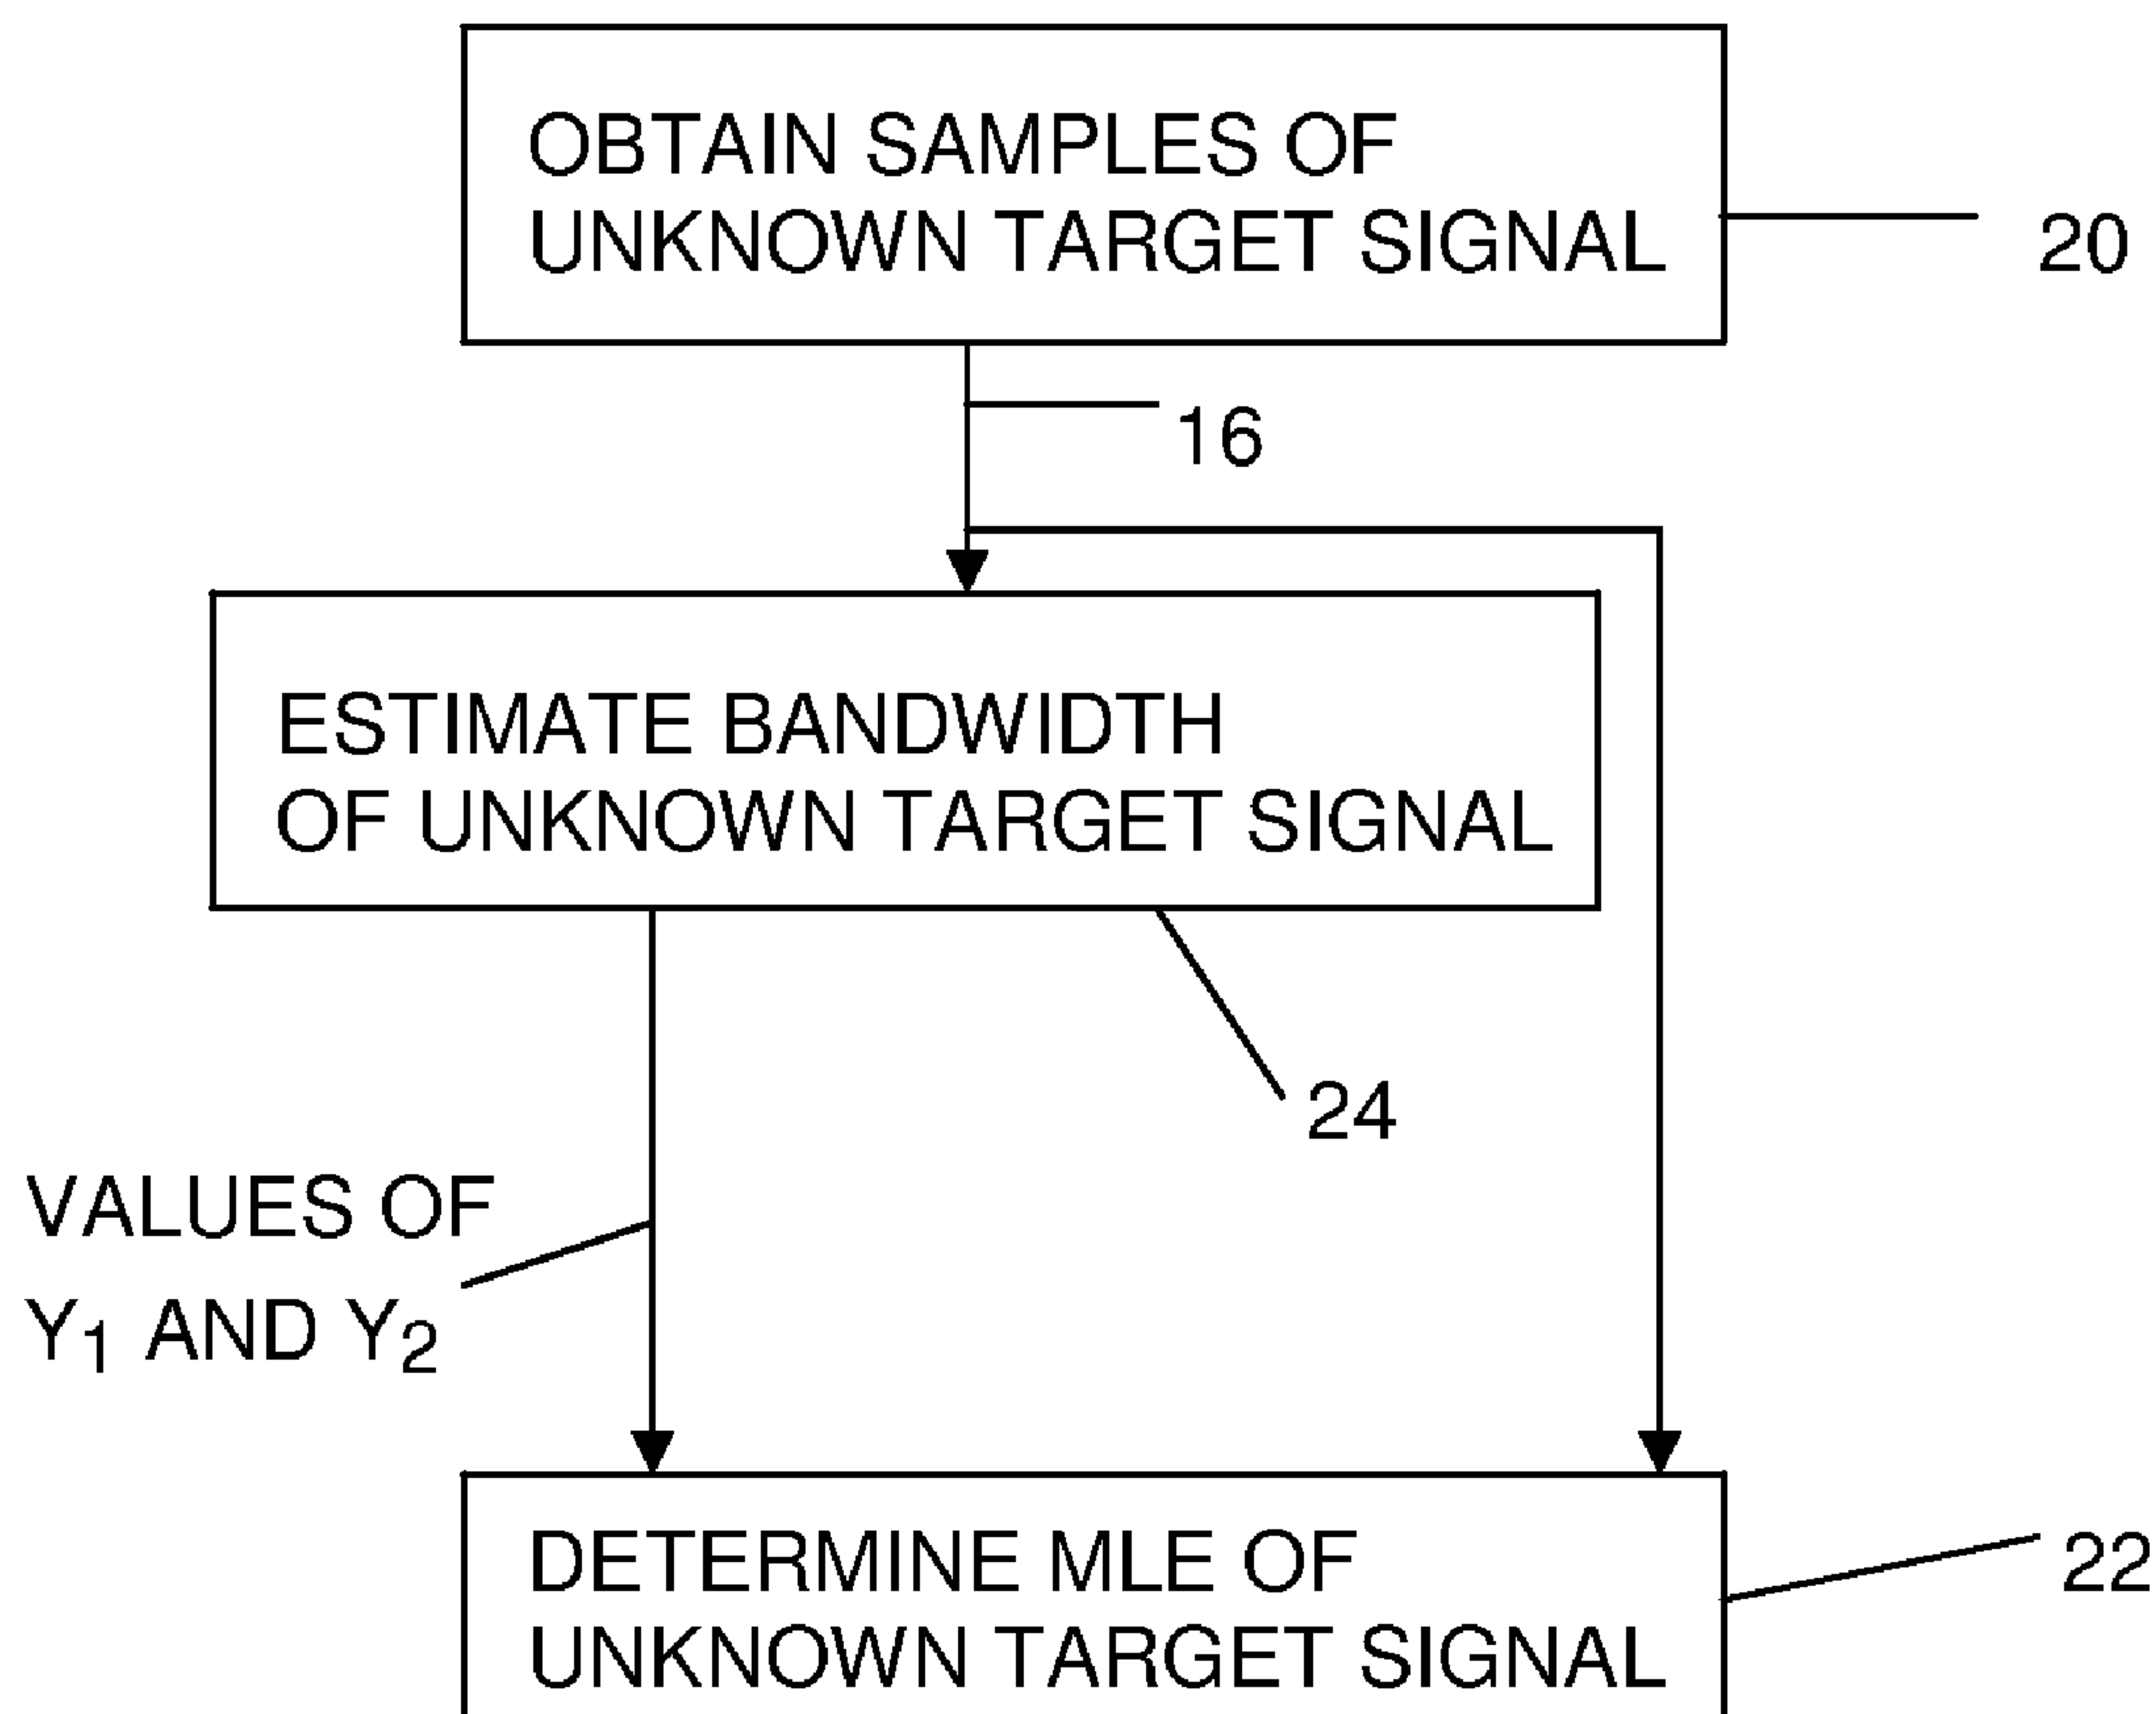 OBTAIN SAMPLES OF
UNKNOWN TARGET SIGNAL
20
16
ESTIMATE BANDWIDTH
OF UNKNOWN TARGET SIGNAL
24
VALUES OF
Y1 AND Y2
DETERMINE MLE OF
UNKNOWN TARGET SIGNAL
22